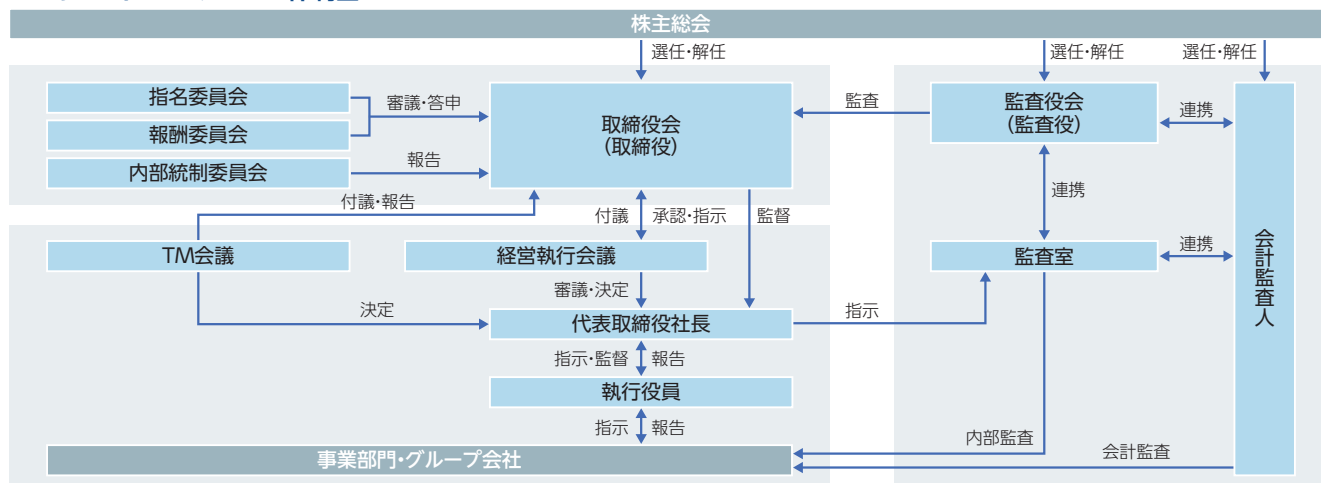 株主総会
選任・解任
選任・解任
選任・解任
指名委員会
審議・答申
報酬委員会
内部統制委員会
報告
取締役会
(取締役)
監査
監査役会
(監査役)
連携
連携
付議・報告
付議
承認・指示
監督
TM会議
経営執行会議
監査室
連携
会計監査人
審議・決定
決定
代表取締役社長
指示
指示・監督
報告
執行役員
指示
報告
内部監査
会計監査
事業部門・グループ会社